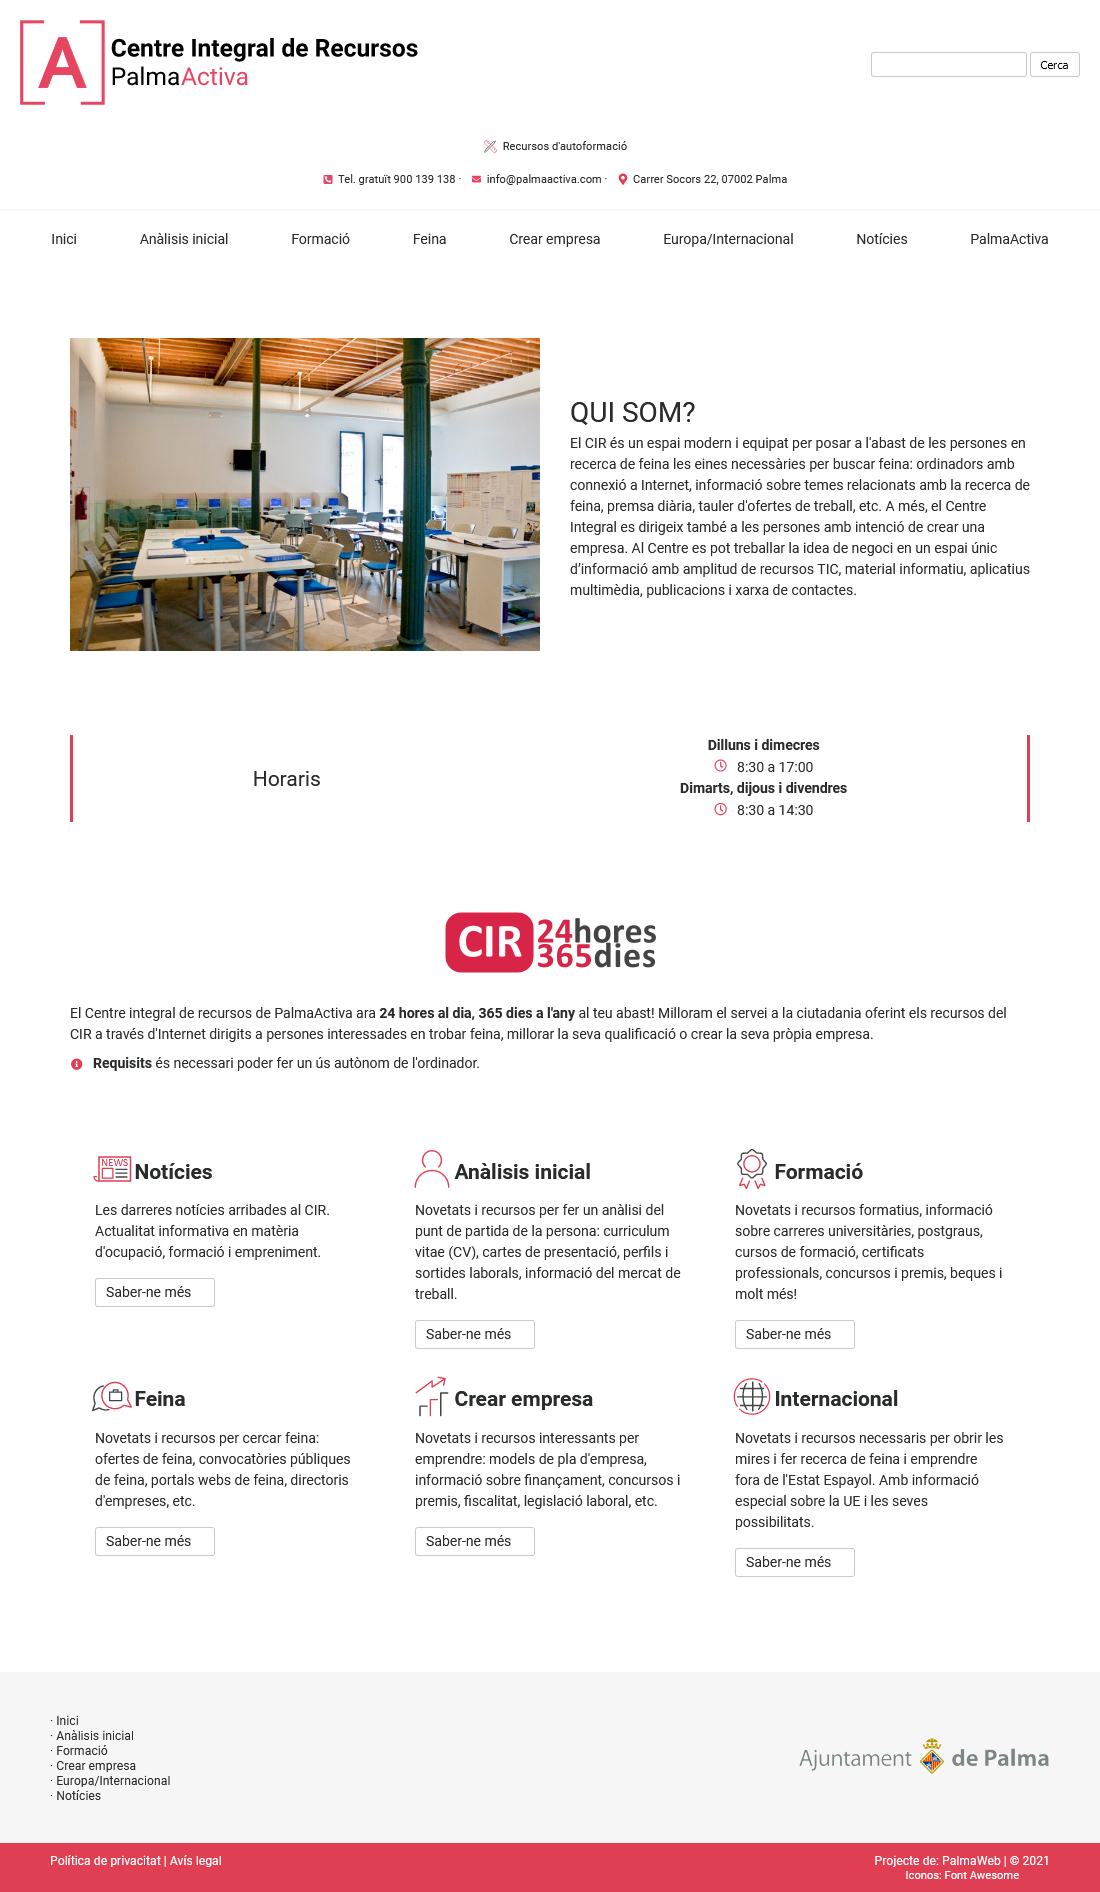 A
Centre Integral de Recursos
PalmaActiva
Cerca
Recursos d'autoformació
Tel. gratuït 900 139 138 · info@palmaactiva.com · Carrer Socors 22, 07002 Palma
Inici Anàlisis inicial Formació Feina Crear empresa Europa/Internacional Notícies PalmaActiva
QUI SOM?
El CIR és un espai modern i equipat per posar a l'abast de les persones en
recerca de feina les eines necessàries per buscar feina: ordinadors amb
connexió a Internet, informació sobre temes relacionats amb la recerca de
feina, premsa diària, tauler d'ofertes de treball, etc. A més, el Centre
Integral es dirigeix també a les persones amb intenció de crear una
empresa. Al Centre es pot treballar la idea de negoci en un espai únic
d’informació amb amplitud de recursos TIC, material informatiu, aplicatius
multimèdia, publicacions i xarxa de contactes.
Horaris
Dilluns i dimecres
8:30 a 17:00
Dimarts, dijous i divendres
8:30 a 14:30
CIR 24hores
365dies
El Centre integral de recursos de PalmaActiva ara 24 hores al dia, 365 dies a l'any al teu abast! Milloram el servei a la ciutadania oferint els recursos del
CIR a través d'Internet dirigits a persones interessades en trobar feina, millorar la seva qualificació o crear la seva pròpia empresa.
Requisits és necessari poder fer un ús autònom de l'ordinador.
NEWS
Notícies
Les darreres notícies arribades al CIR.
Actualitat informativa en matèria
d'ocupació, formació i empreniment.
Saber-ne més
Anàlisis inicial
Novetats i recursos per fer un anàlisi del
punt de partida de la persona: curriculum
vitae (CV), cartes de presentació, perfils i
sortides laborals, informació del mercat de
treball.
Saber-ne més
Formació
Novetats i recursos formatius, informació
sobre carreres universitàries, postgraus,
cursos de formació, certificats
professionals, concursos i premis, beques i
molt més!
Saber-ne més
Feina
Novetats i recursos per cercar feina:
ofertes de feina, convocatòries públiques
de feina, portals webs de feina, directoris
d'empreses, etc.
Saber-ne més
Crear empresa
Novetats i recursos interessants per
emprendre: models de pla d'empresa,
informació sobre finançament, concursos i
premis, fiscalitat, legislació laboral, etc.
Saber-ne més
Internacional
Novetats i recursos necessaris per obrir les
mires i fer recerca de feina i emprendre
fora de l'Estat Espayol. Amb informació
especial sobre la UE i les seves
possibilitats.
Saber-ne més
· Inici
· Anàlisis inicial
· Formació
· Crear empresa
· Europa/Internacional
· Notícies
Ajuntament de Palma
Política de privacitat | Avís legal
Projecte de: PalmaWeb | © 2021
Iconos: Font Awesome